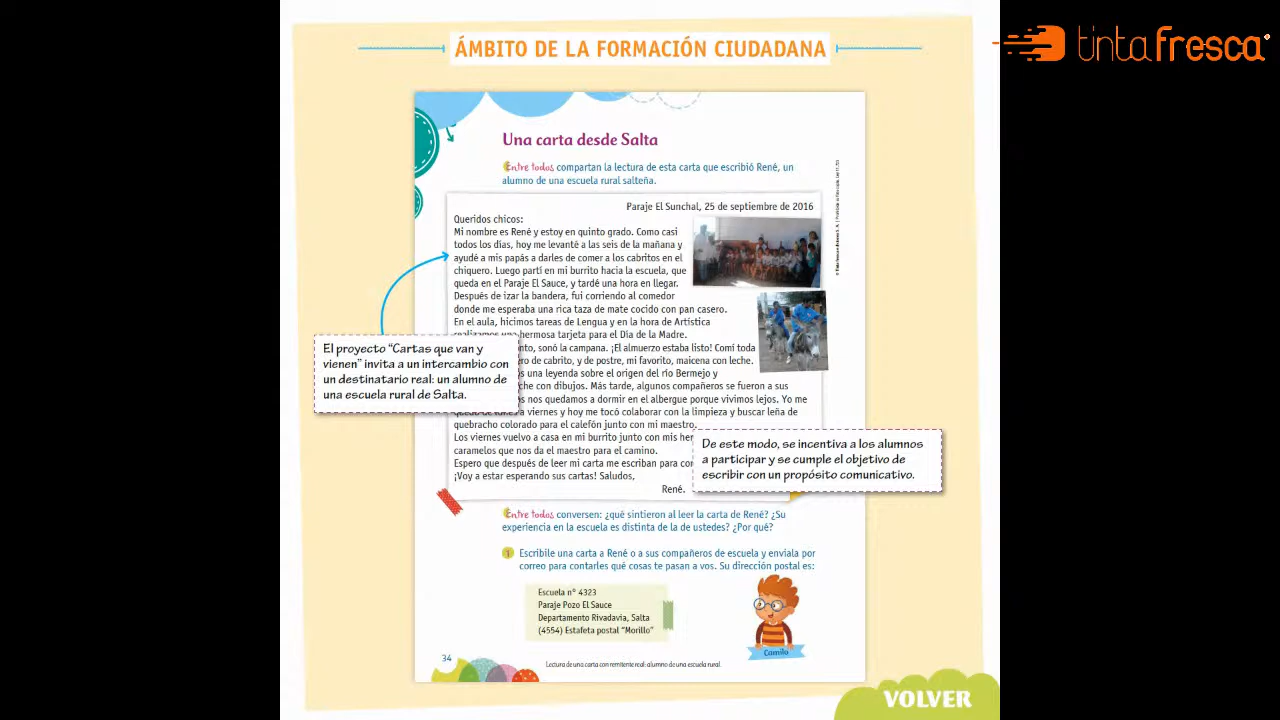 ÁMBITO DE LA FORMACIÓN CIUDADANA
tinta fresca
Una carta desde Salta
Entre todos compartan la lectura de esta carta que escribió René, un
alumno de una escuela rural salteña.
Paraje El Sunchal, 25 de septiembre de 2016
Queridos chicos:
Mi nombre es René y estoy en quinto grado. Como casi
todos los días, hoy me levanté a las seis de la mañana y
ayudé a mis papás a darles de comer a los cabritos en el
chiquero. Luego partí en mi burrito hacia la escuela, que
queda en el Paraje El Sauce, y tardé una hora en llegar.
Después de izar la bandera, fui corriendo al comedor
donde me esperaba una rica taza de mate cocido con pan casero.
En el aula, hicimos tareas de Lengua y en la hora de Artística
realizamos una hermosa tarjeta para el Día de la Madre.
sonó la campana. ¡El almuerzo estaba listo! Comí toda
de cabrito, y de postre, mi favorito, maicena con leche.
una leyenda sobre el origen del río Bermejo y
con dibujos. Más tarde, algunos compañeros se fueron a sus
nos quedamos a dormir en el albergue porque vivimos lejos. Yo me
quedo de lunes a viernes y hoy me tocó colaborar con la limpieza y buscar leña de
quebracho colorado para el calefón junto con mi maestro.
Los viernes vuelvo a casa en mi burrito junto con mis
caramelos que nos da el maestro para el camino.
Espero que después de leer mi carta me escriban para
¡Voy a estar esperando sus cartas! Saludos,
René.
El proyecto "Cartas que van y
vienen" invita a un intercambio con
un destinatario real: un alumno de
una escuela rural de Salta.
De este modo, se incentiva a los alumnos
a participar y se cumple el objetivo de
escribir con un propósito comunicativo.
Entre todos conversen: ¿qué sintieron al leer la carta de René? ¿Su
experiencia en la escuela es distinta de la de ustedes? ¿Por qué?
1 Escribile una carta a René o a sus compañeros de escuela y enviala por
correo para contarles qué cosas te pasan a vos. Su dirección postal es:
Escuela n° 4323
Paraje Pozo El Sauce
Departamento Rivadavia, Salta
(4554) Estafeta postal "Morillo"
Camilo
34
Lectura de una carta con remitente real: alumno de una escuela rural.
VOLVER